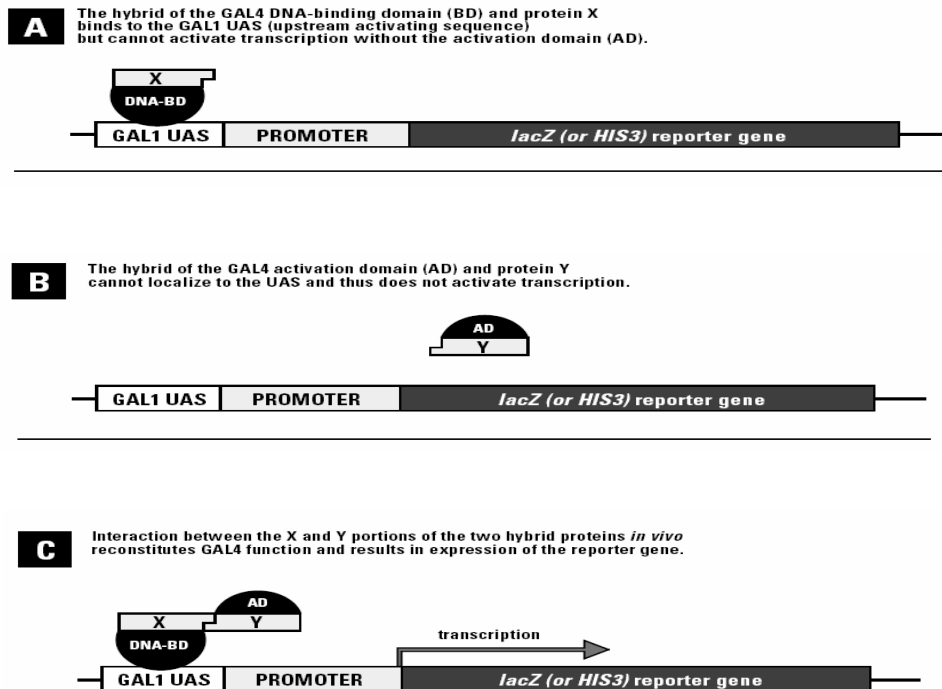 A
The hybrid of the GAL4 DNA-binding domain (BD) and protein X
binds to the GAL1 UAS (upstream activating sequence)
but cannot activate transcription without the activation domain (AD).
X
DNA-BD
GAL1 UAS PROMOTER lacZ (or HIS3) reporter gene
B
The hybrid of the GAL4 activation domain (AD) and protein Y
cannot localize to the UAS and thus does not activate transcription.
AD
Y
GAL1 UAS PROMOTER lacZ (or HIS3) reporter gene
C
Interaction between the X and Y portions of the two hybrid proteins in vivo
reconstitutes GAL4 function and results in expression of the reporter gene.
AD
X Y
DNA-BD
transcription
GAL1 UAS PROMOTER lacZ (or HIS3) reporter gene